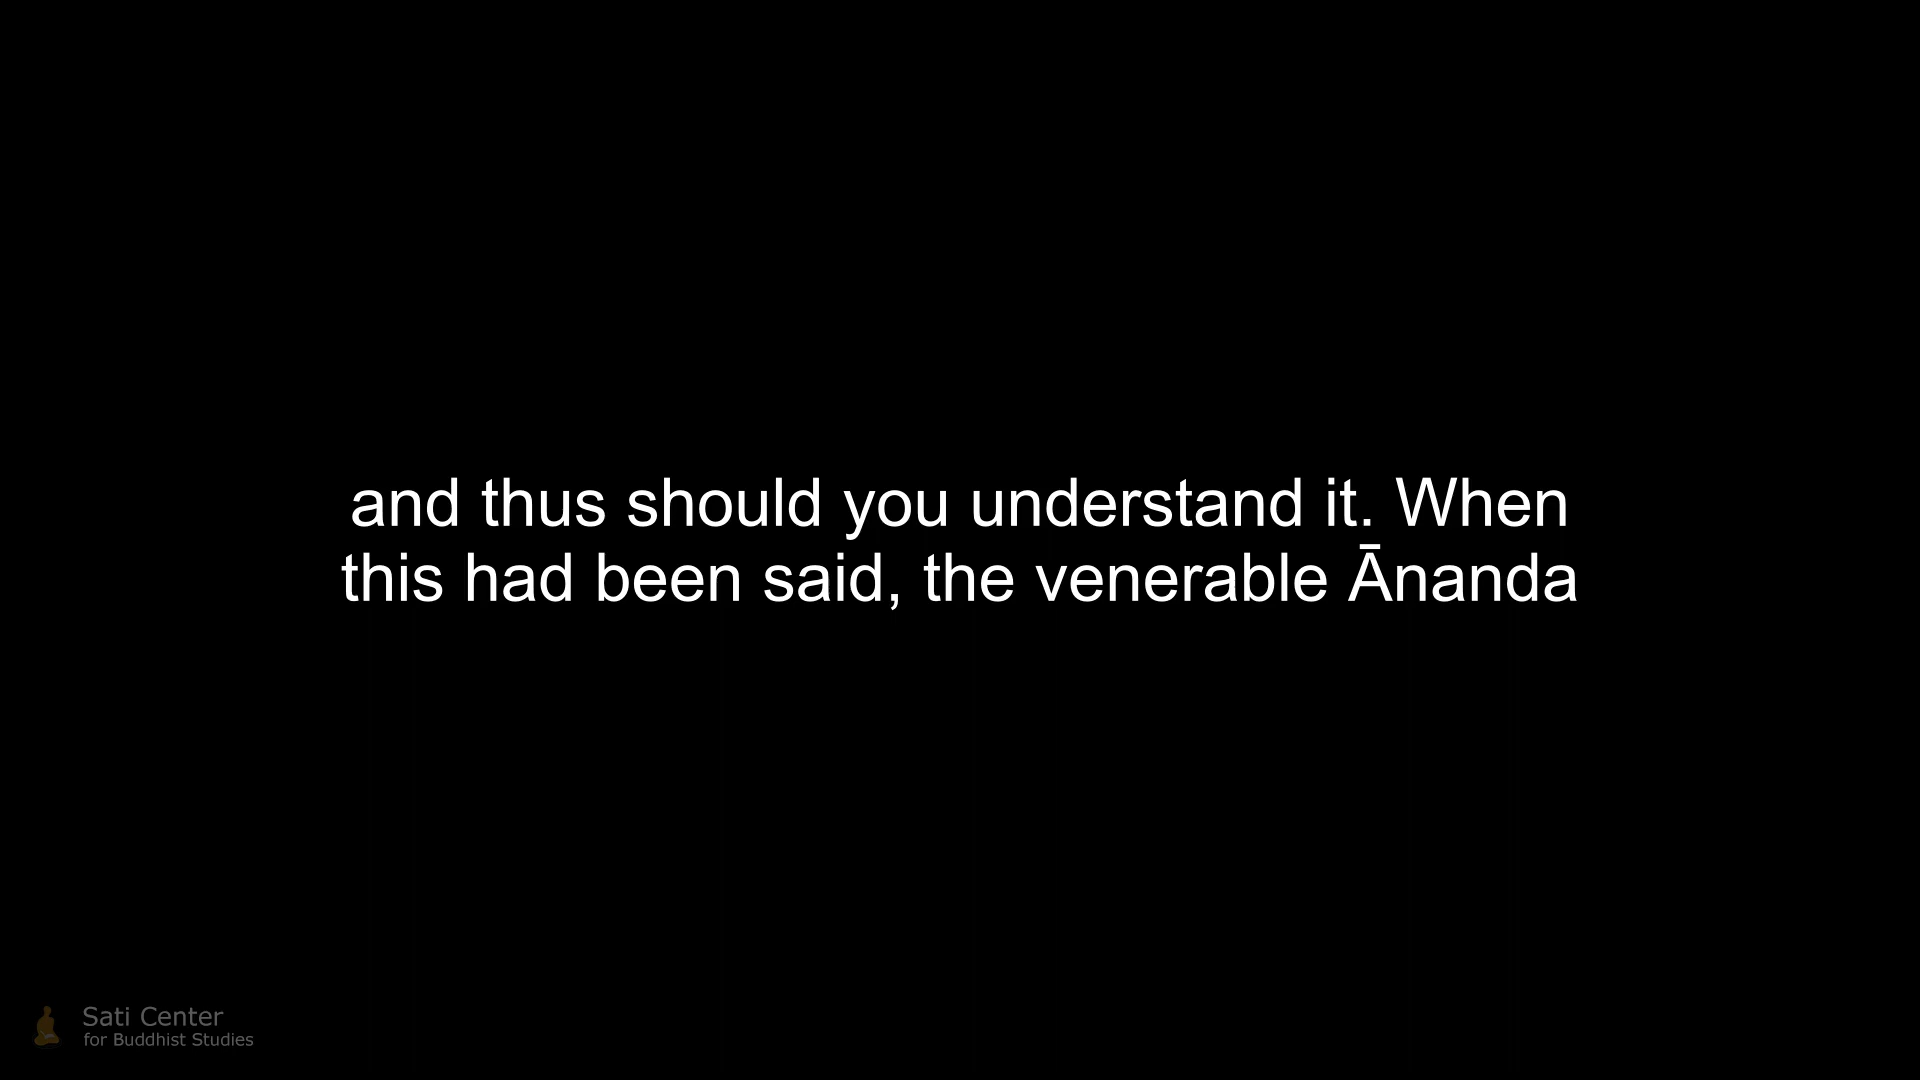 and thus should you understand it. When
this had been said, the venerable Ānanda
Sati Center
for Buddhist Studies